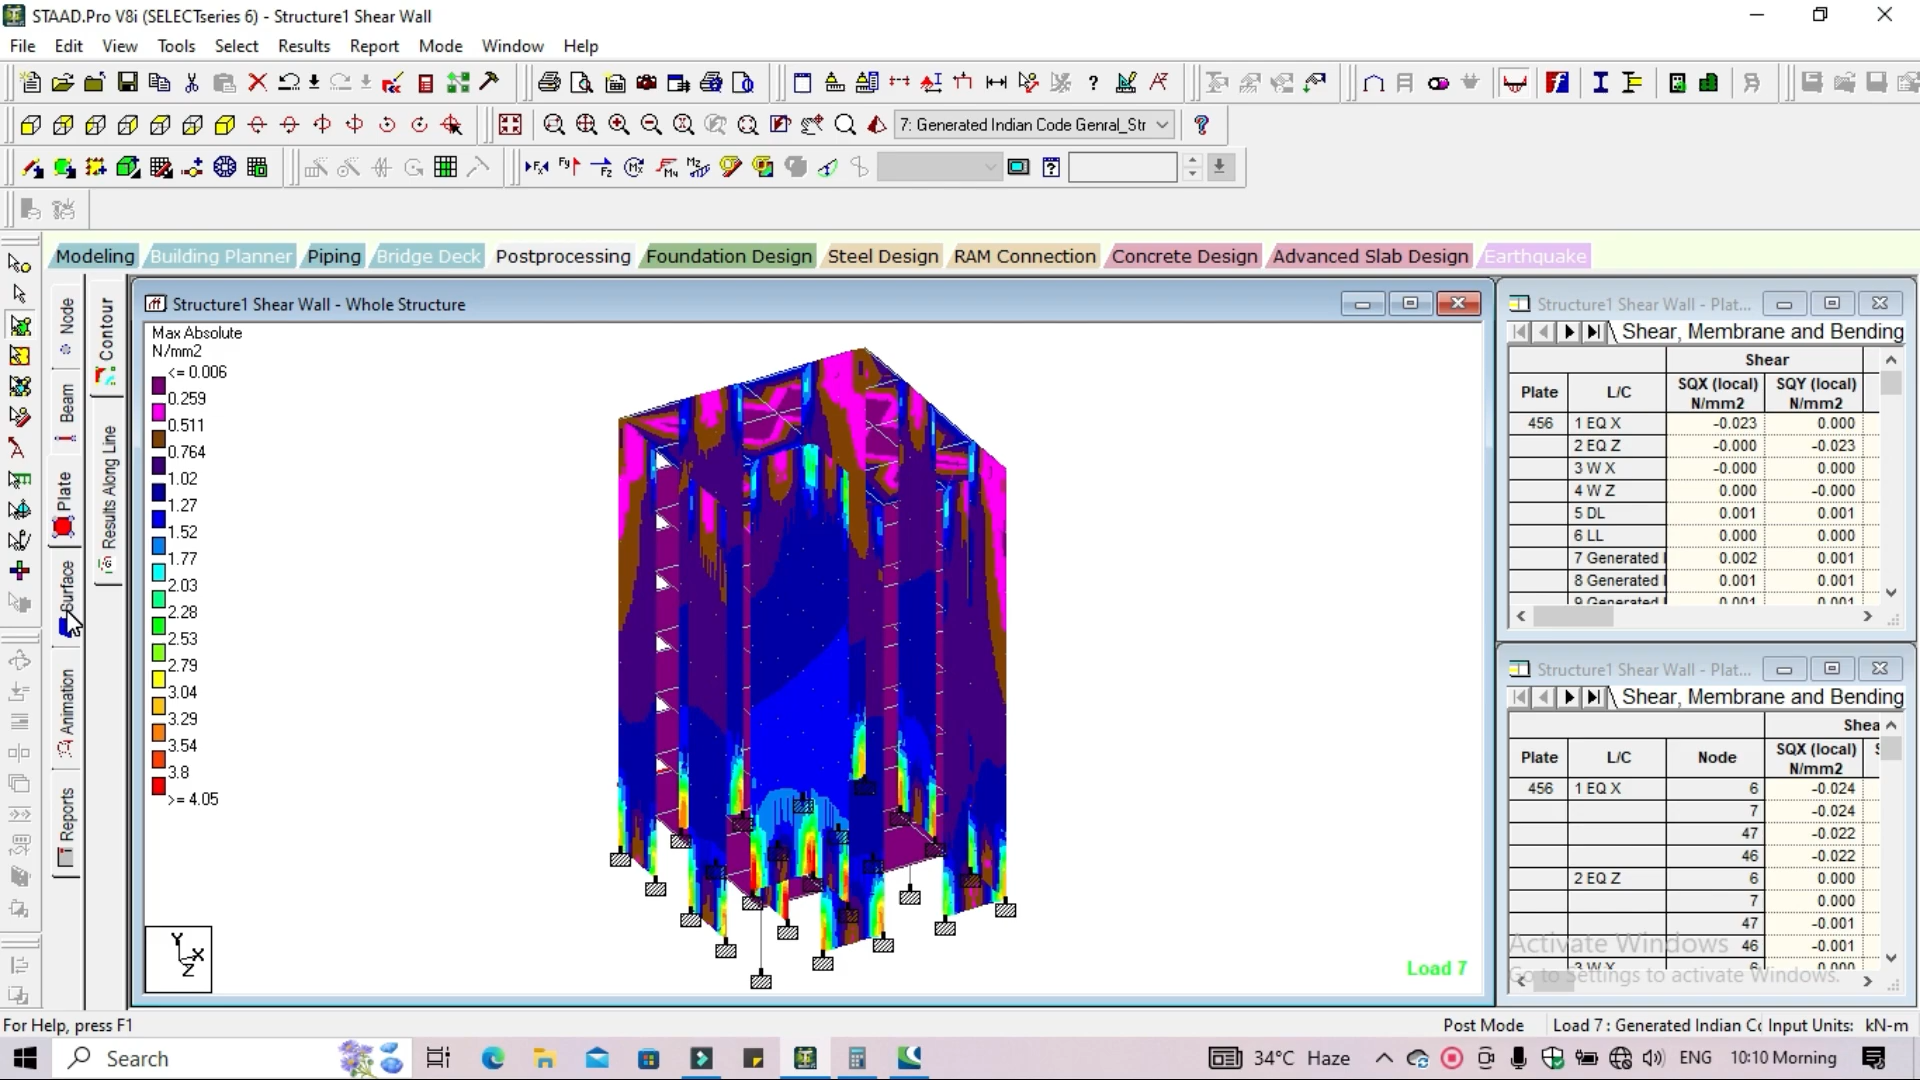 STAAD.Pro V8i (SELECTseries 6) - Structure1 Shear Wall
File Edit View Tools Select Results Report Mode Window Help
7: Generated Indian Code Genral_Str
Modeling Building Planner Piping Bridge Deck Postprocessing Foundation Design Steel Design RAM Connection Concrete Design Advanced Slab Design Earthquake
Node
Beam
Plate
Surface
Animation
Reports
Contour
Results Along Line
Structure1 Shear Wall - Whole Structure
Max Absolute
N/mm2
<= 0.006
0.259
0.511
0.764
1.02
1.27
1.52
1.77
2.03
2.28
2.53
2.79
3.04
3.29
3.54
3.8
>= 4.05
Y
X
Z
Load 7
Structure1 Shear Wall - Plat...
Shear, Membrane and Bending
Shear
Plate L/C SQX (local) N/mm2 SQY (local) N/mm2
456 1 EQ X -0.023 0.000
2 EQ Z -0.000 -0.023
3 W X -0.000 0.000
4 W Z 0.000 -0.000
5 DL 0.001 0.001
6 LL 0.000 0.000
7 Generated I 0.002 0.001
8 Generated I 0.001 0.001
9 Generated I 0.001 0.001
Structure1 Shear Wall - Plat...
Shear, Membrane and Bending
Shea
Plate L/C Node SQX (local) N/mm2 S
456 1 EQ X 6 -0.024
7 -0.024
47 -0.022
46 -0.022
2 EQ Z 6 0.000
7 0.000
47 -0.001
46 -0.001
3 W X 6 0.000
Activate Windows
Go to Settings to activate Windows.
For Help, press F1
Post Mode Load 7 : Generated Indian Co Input Units: kN-m
Search 34°C Haze ENG 10:10 Morning